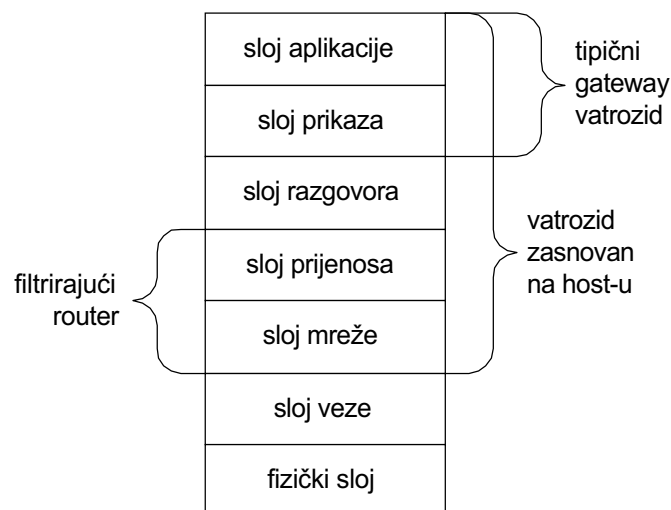 sloj aplikacije
sloj prikaza
sloj razgovora
sloj prijenosa
sloj mreže
sloj veze
fizički sloj
filtrirajući
router
tipični
gateway
vatrozid
vatrozid
zasnovan
na host-u